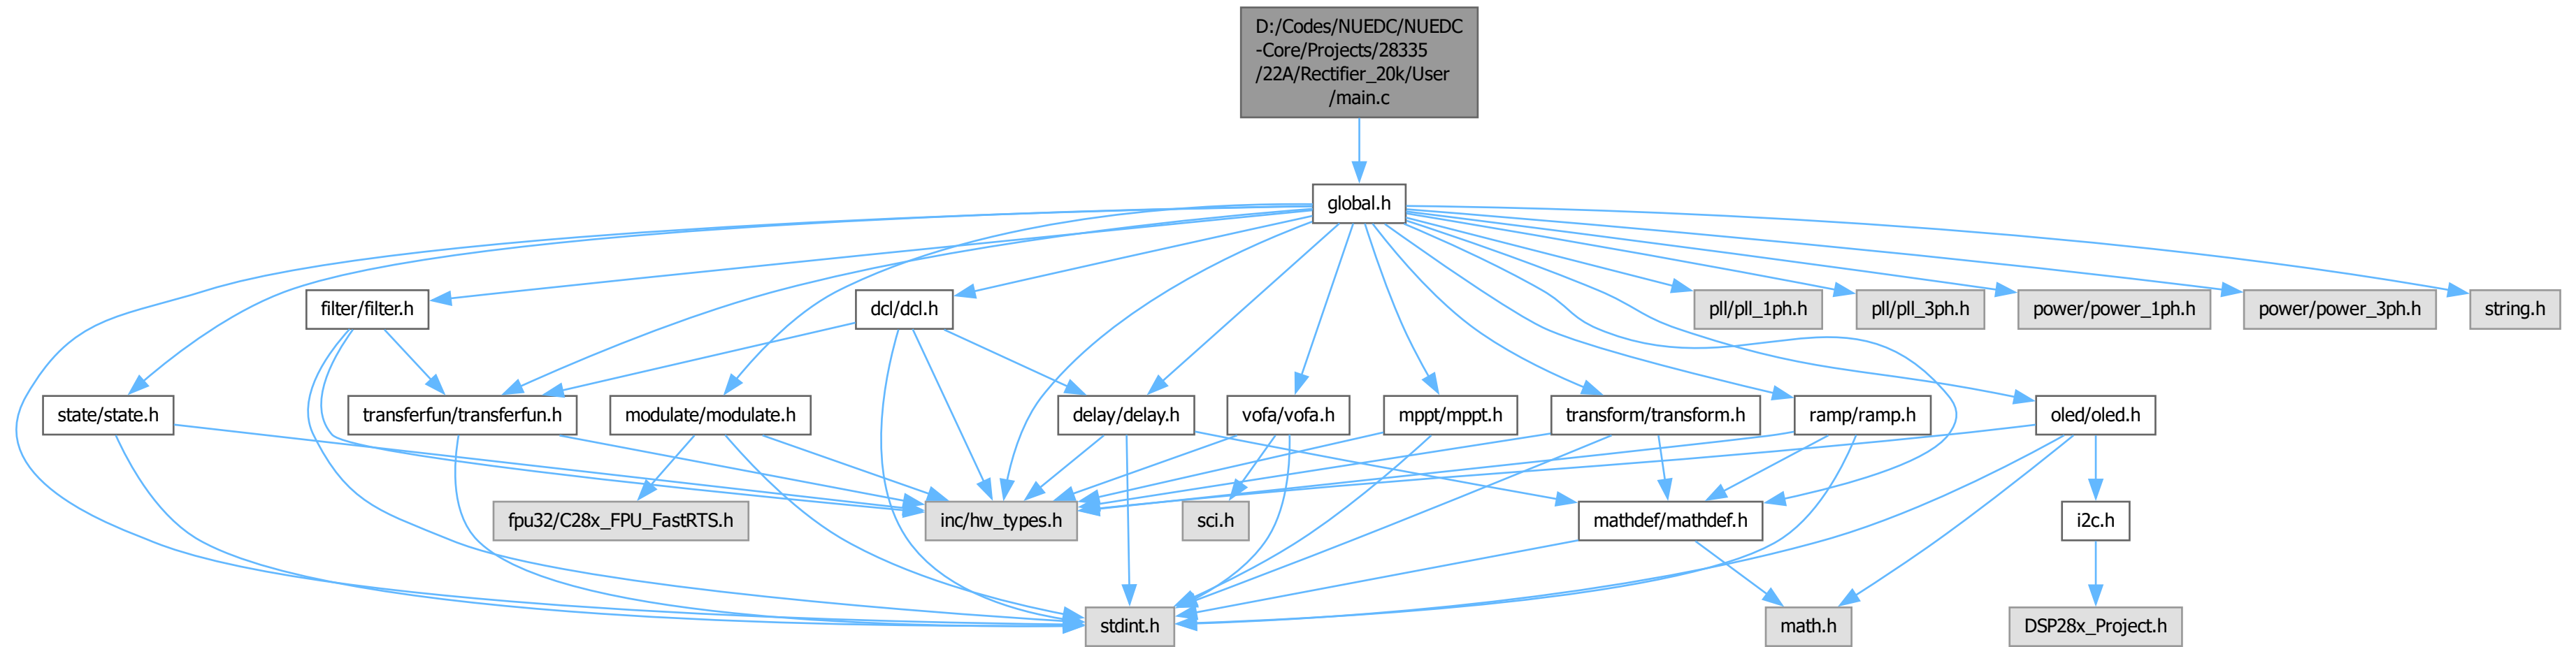 D:/Codes/NUEDC/NUEDC
-Core/Projects/28335
/22A/Rectifier_20k/User
/main.c
global.h
filter/filter.h
dcl/dcl.h
pll/pll_1ph.h
pll/pll_3ph.h
power/power_1ph.h
power/power_3ph.h
string.h
state/state.h
transferfun/transferfun.h
modulate/modulate.h
delay/delay.h
vofa/vofa.h
mppt/mppt.h
transform/transform.h
ramp/ramp.h
oled/oled.h
fpu32/C28x_FPU_FastRTS.h
inc/hw_types.h
sci.h
mathdef/mathdef.h
i2c.h
stdint.h
math.h
DSP28x_Project.h